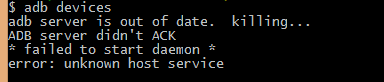 $ adb devices
adb server is out of date.  killing...
ADB server didn't ACK
* failed to start daemon *
error: unknown host service